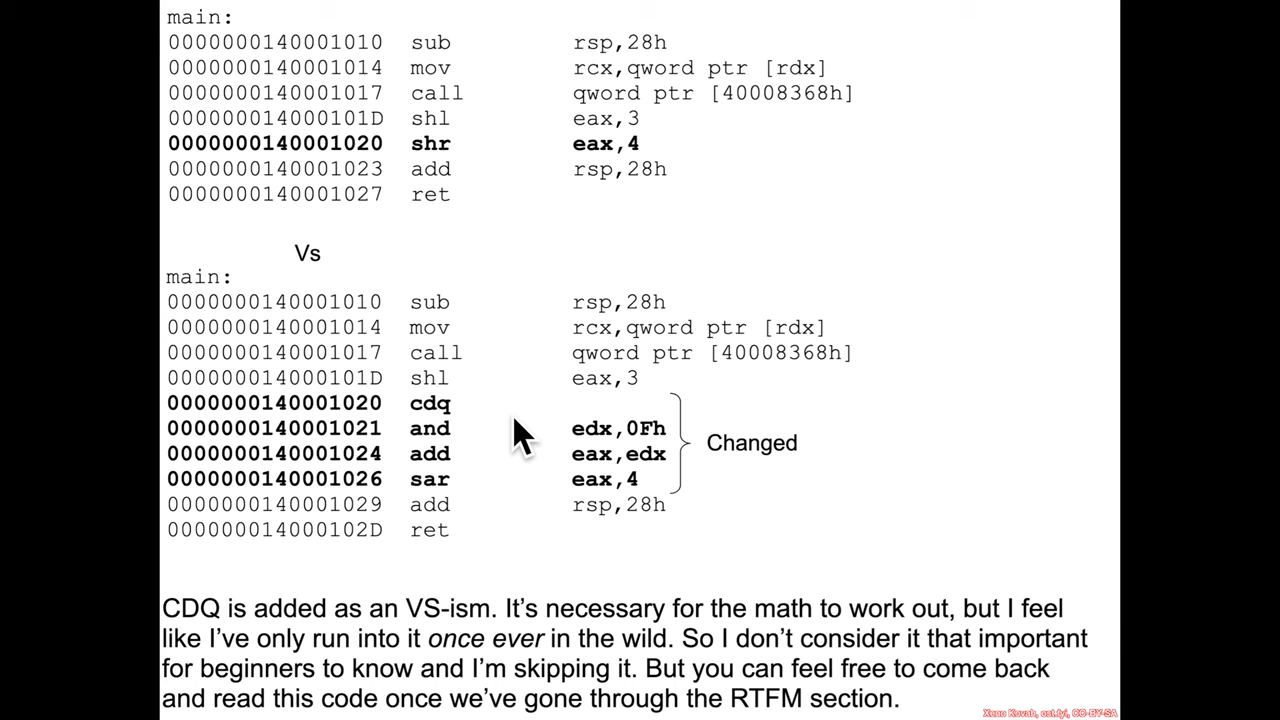 main:
0000000140001010 sub rsp,28h
0000000140001014 mov rcx,qword ptr [rdx]
0000000140001017 call qword ptr [40008368h]
000000014000101D shl eax,3
0000000140001020 shr eax,4
0000000140001023 add rsp,28h
0000000140001027 ret
Vs
main:
0000000140001010 sub rsp,28h
0000000140001014 mov rcx,qword ptr [rdx]
0000000140001017 call qword ptr [40008368h]
000000014000101D shl eax,3
0000000140001020 cdq
0000000140001021 and edx,0Fh
0000000140001024 add eax,edx
0000000140001026 sar eax,4
0000000140001029 add rsp,28h
000000014000102D ret
Changed
CDQ is added as an VS-ism. It's necessary for the math to work out, but I feel
like I've only run into it once ever in the wild. So I don't consider it that important
for beginners to know and I'm skipping it. But you can feel free to come back
and read this code once we've gone through the RTFM section.
Xeno Kovah, ost.fyi, CC-BY-SA